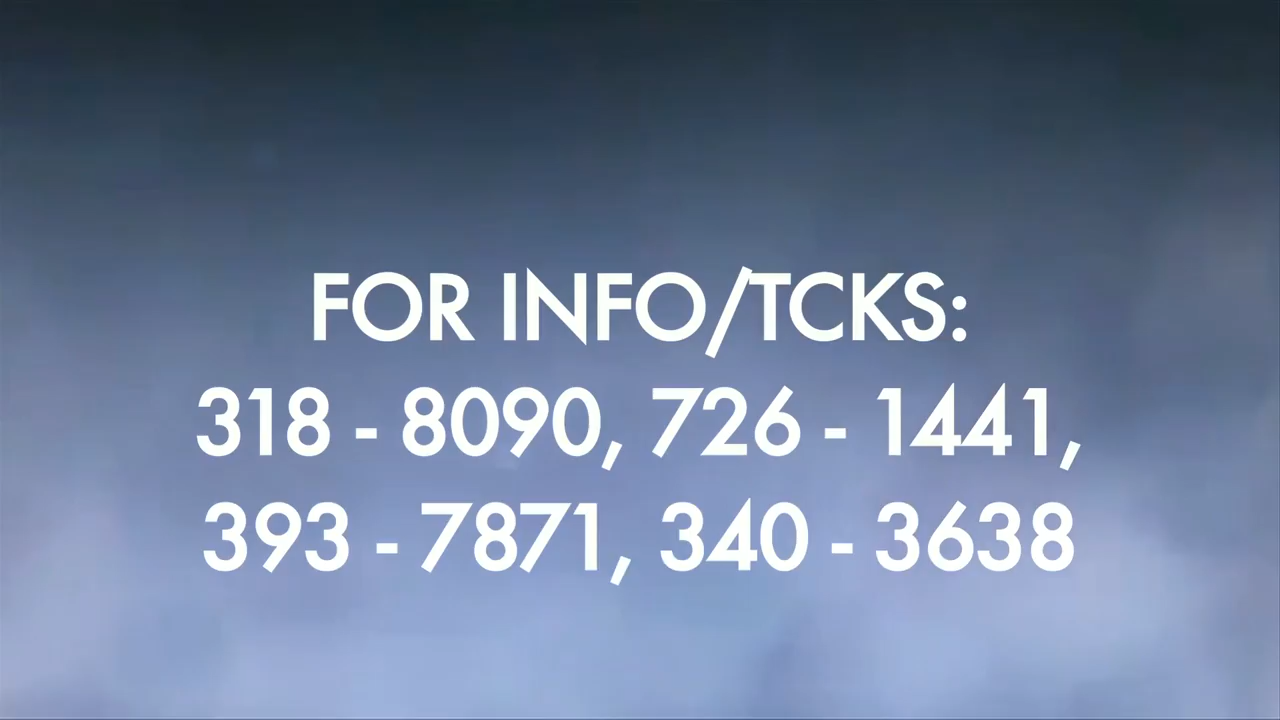 FOR INFO/TCKS:
318 - 8090, 726 - 1441,
393 - 7871, 340 - 3638